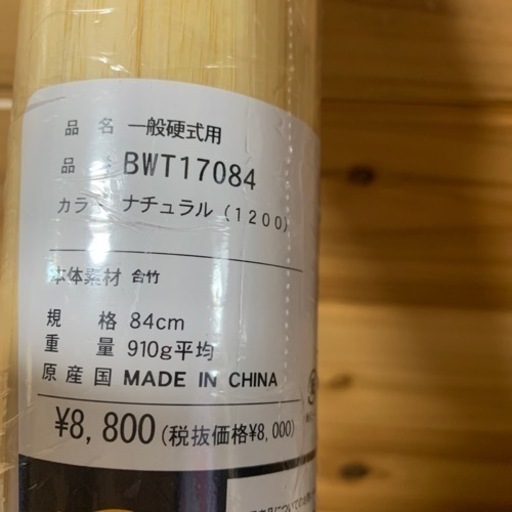 品 名 一般硬式用
品 BWT17084
カラー ナチュラル (1200)
本体素材 合竹
規 格 84cm
重 量 910g平均
原産国 MADE IN CHINA
¥8,800(税抜価格¥8,000)